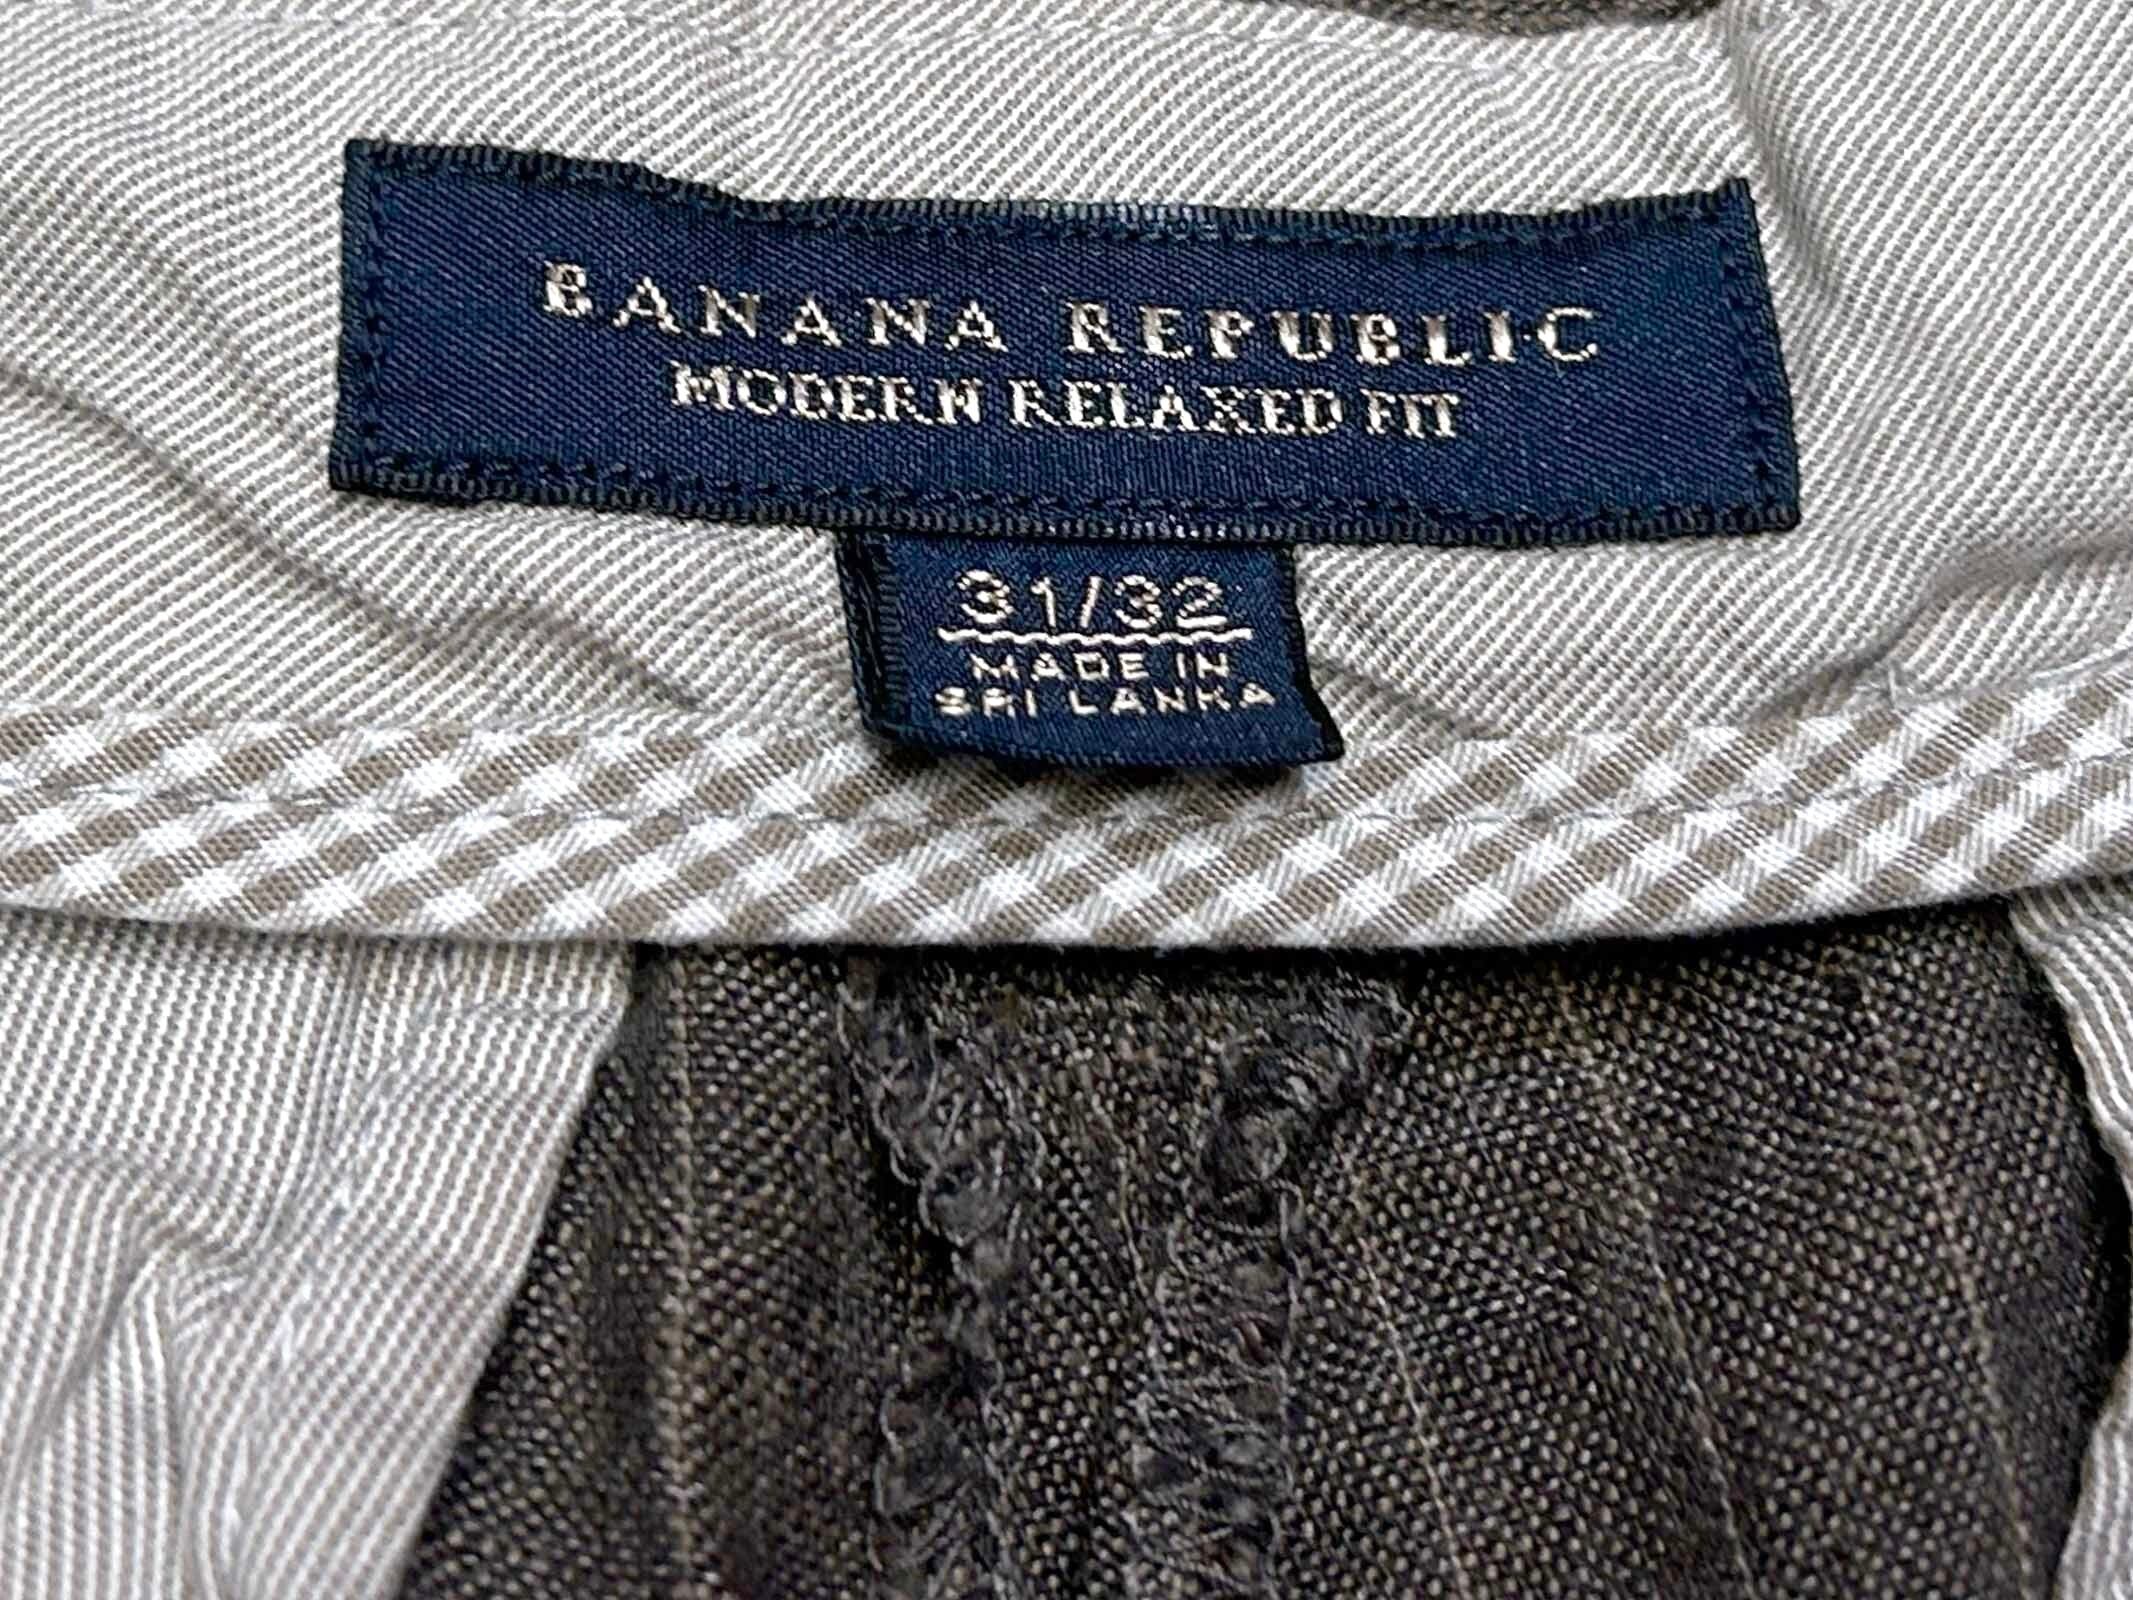 BANANA REPUBLIC
MODERN RELAXED FIT
31/32
MADE IN
SRI LANKA